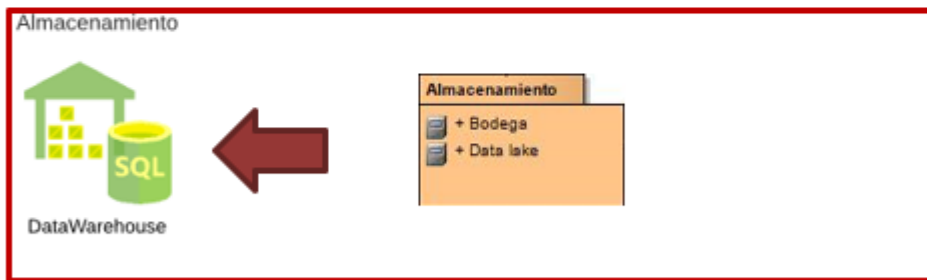 Almacenamiento
SQL
DataWarehouse
Almacenamiento
+ Bodega
+ Data lake